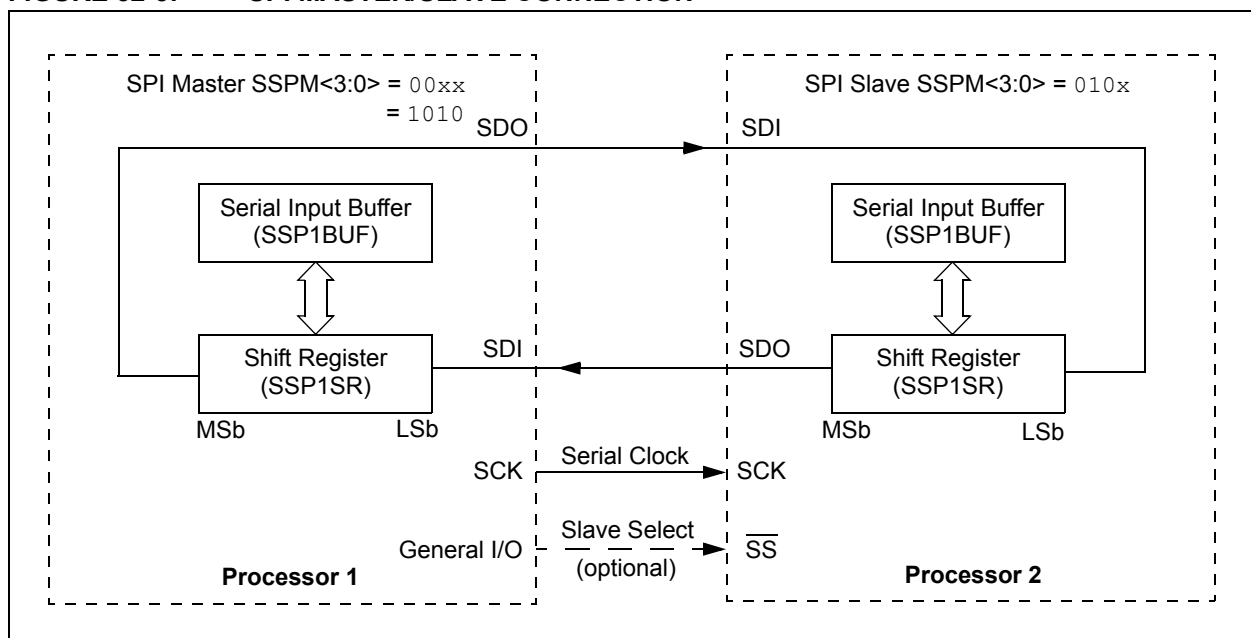 SPI Master SSPM<3:0> = 00xx
= 1010
SPI Slave SSPM<3:0> = 010x
SDO
SDI
Serial Input Buffer
(SSP1BUF)
Serial Input Buffer
(SSP1BUF)
Shift Register
(SSP1SR)
MSb
LSb
SDI
SDO
Shift Register
(SSP1SR)
MSb
LSb
SCK
Serial Clock
SCK
General I/O
Slave Select
(optional)
SS
Processor 1
Processor 2